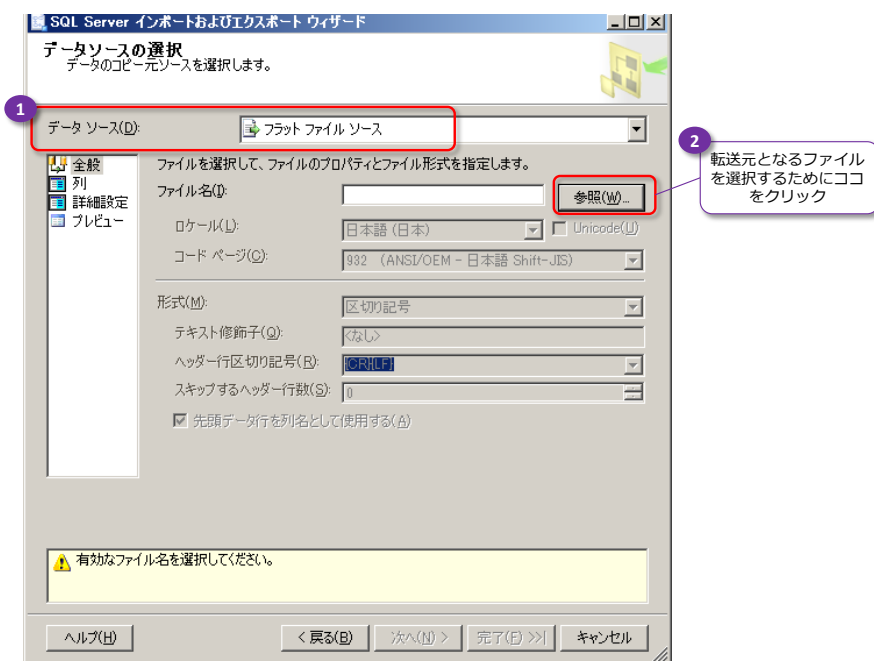 SQL Server インポートおよびエクスポート ウィザード
データソースの選択
データのコピー元ソースを選択します。
1
データ ソース(D):
フラット ファイル ソース
2
転送元となるファイル
を選択するためにココ
をクリック
全般
列
詳細設定
プレビュー
ファイルを選択して、ファイルのプロパティとファイル形式を指定します。
ファイル名(I):
参照(W)...
ロケール(L):
日本語 (日本)
Unicode(U)
コード ページ(C):
932 (ANSI/OEM - 日本語 Shift-JIS)
形式(M):
区切り記号
テキスト修飾子(Q):
<なし>
ヘッダー行区切り記号(R):
{CR}{LF}
スキップするヘッダー行数(S):
0
先頭データ行を列名として使用する(A)
有効なファイル名を選択してください。
ヘルプ(H)
< 戻る(B)
次へ(N) >
完了(F) >>|
キャンセル